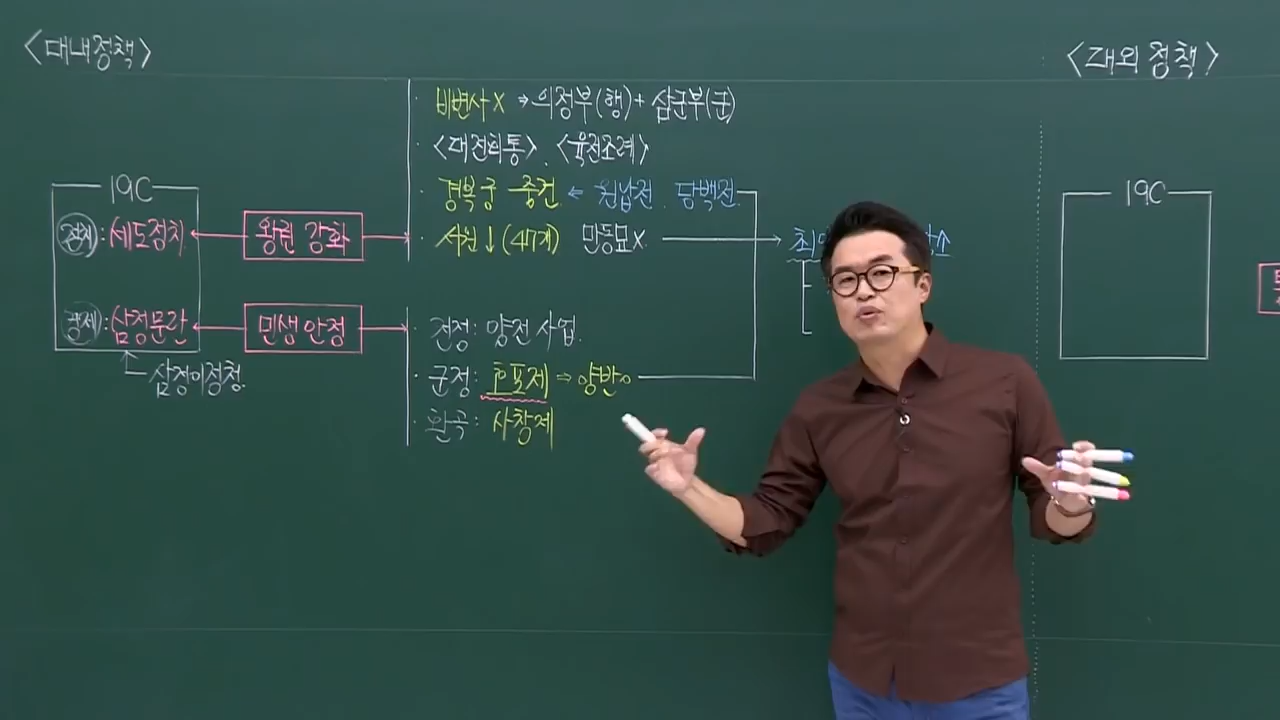 <대내정책>
19C
정치: 세도정치
경제: 삼정문란
삼정이정청
왕권 강화
민생안정
· 비변사 X → 의정부(행) + 삼군부(군)
· <대전회통>, <육전조례>
· 경복궁 중건 ← 원납전, 당백전
· 서원↓(47개) 만동묘X
· 전정: 양전사업
· 군정: 호포제 ⇒ 양반○
· 환곡: 사창제
최
소
<대외정책>
19C